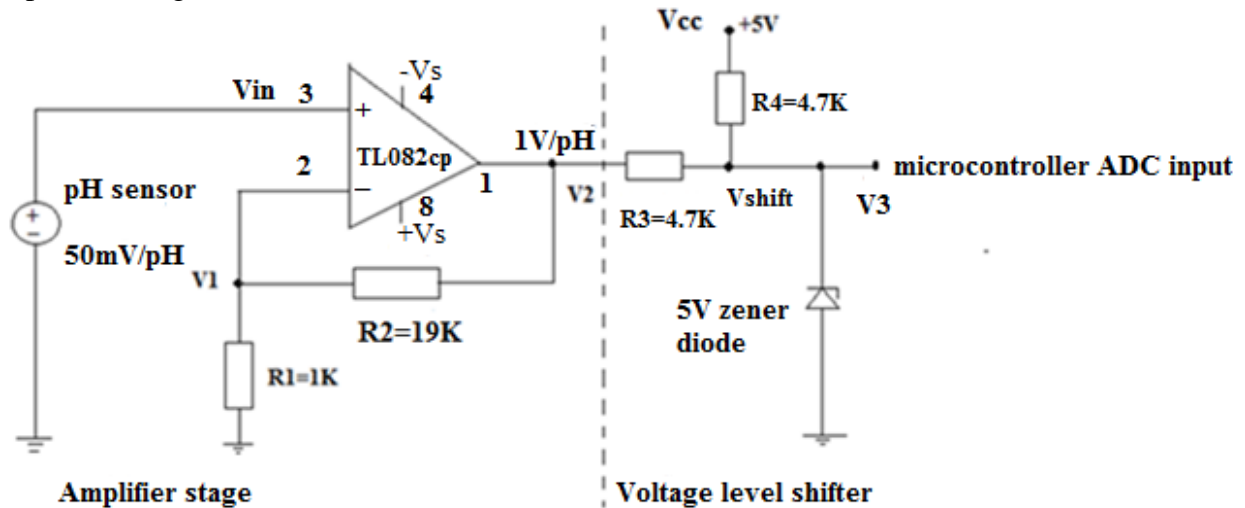 Vcc
+5V
-Vs
Vin
3
4
+
R4=4.7K
TL082cp
1V/pH
2
1
microcontroller ADC input
pH sensor
−
8
V2
Vshift
V3
+
−
+Vs
R3=4.7K
50mV/pH
V1
5V zener
diode
R2=19K
R1=1K
Amplifier stage
Voltage level shifter